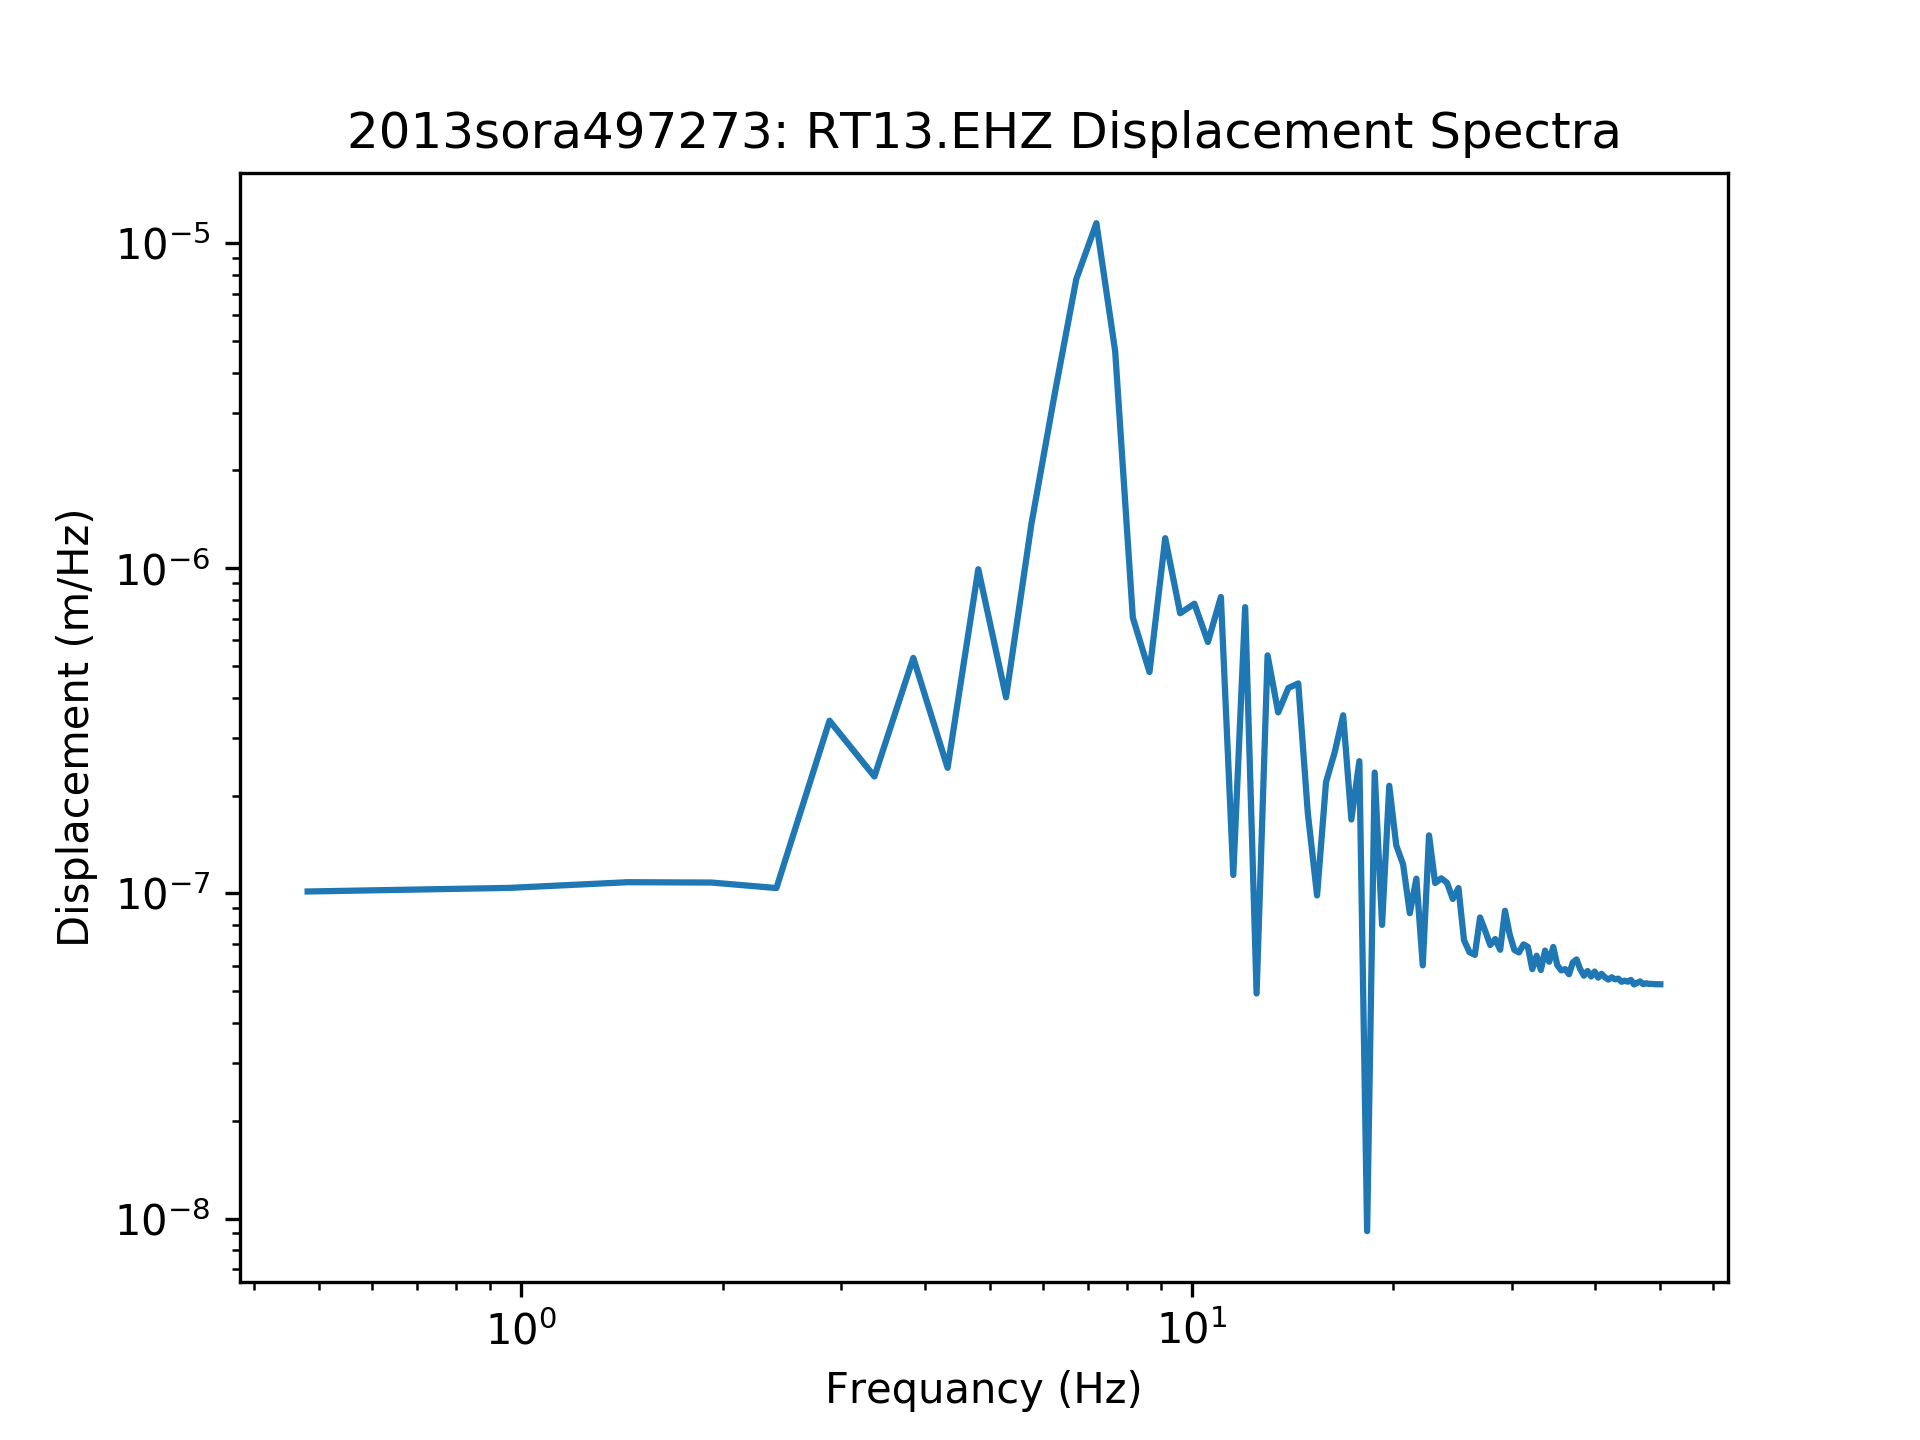 2013sora497273: RT13.EHZ Displacement Spectra
Displacement (m/Hz)
10⁻⁵
10⁻⁶
10⁻⁷
10⁻⁸
10⁰ 10¹
Frequancy (Hz)